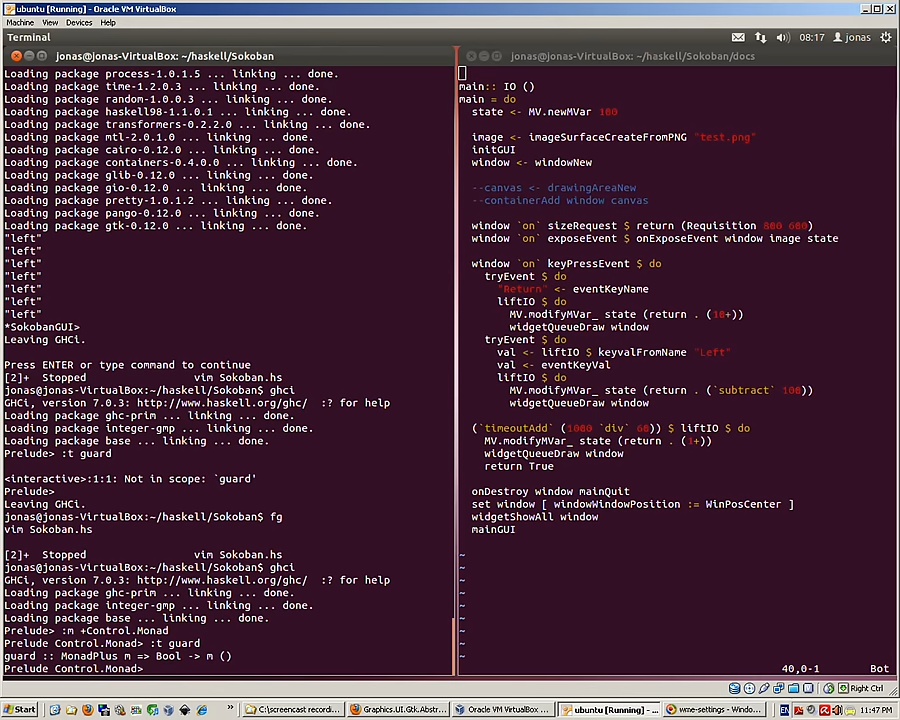 ubuntu [Running] - Oracle VM VirtualBox
Machine View Devices Help
Terminal
08:17 jonas
jonas@jonas-VirtualBox: ~/haskell/Sokoban
Loading package process-1.0.1.5 ... linking ... done.
Loading package time-1.2.0.3 ... linking ... done.
Loading package random-1.0.0.3 ... linking ... done.
Loading package haskell98-1.1.0.1 ... linking ... done.
Loading package transformers-0.2.2.0 ... linking ... done.
Loading package mtl-2.0.1.0 ... linking ... done.
Loading package cairo-0.12.0 ... linking ... done.
Loading package containers-0.4.0.0 ... linking ... done.
Loading package glib-0.12.0 ... linking ... done.
Loading package gio-0.12.0 ... linking ... done.
Loading package pretty-1.0.1.2 ... linking ... done.
Loading package pango-0.12.0 ... linking ... done.
Loading package gtk-0.12.0 ... linking ... done.
"left"
"left"
"left"
"left"
"left"
"left"
"left"
*SokobanGUI>
Leaving GHCi.
Press ENTER or type command to continue
[2]+ Stopped vim Sokoban.hs
jonas@jonas-VirtualBox:~/haskell/Sokoban$ ghci
GHCi, version 7.0.3: http://www.haskell.org/ghc/ :? for help
Loading package ghc-prim ... linking ... done.
Loading package integer-gmp ... linking ... done.
Loading package base ... linking ... done.
Prelude> :t guard
<interactive>:1:1: Not in scope: `guard'
Prelude>
Leaving GHCi.
jonas@jonas-VirtualBox:~/haskell/Sokoban$ fg
vim Sokoban.hs
[2]+ Stopped vim Sokoban.hs
jonas@jonas-VirtualBox:~/haskell/Sokoban$ ghci
GHCi, version 7.0.3: http://www.haskell.org/ghc/ :? for help
Loading package ghc-prim ... linking ... done.
Loading package integer-gmp ... linking ... done.
Loading package base ... linking ... done.
Prelude> :m +Control.Monad
Prelude Control.Monad> :t guard
guard :: MonadPlus m => Bool -> m ()
Prelude Control.Monad>
jonas@jonas-VirtualBox: ~/haskell/Sokoban/docs
main:: IO ()
main = do
state <- MV.newMVar 100
image <- imageSurfaceCreateFromPNG "test.png"
initGUI
window <- windowNew
--canvas <- drawingAreaNew
--containerAdd window canvas
window `on` sizeRequest $ return (Requisition 800 600)
window `on` exposeEvent $ onExposeEvent window image state
window `on` keyPressEvent $ do
tryEvent $ do
"Return" <- eventKeyName
liftIO $ do
MV.modifyMVar_ state (return . (10+))
widgetQueueDraw window
tryEvent $ do
val <- liftIO $ keyvalFromName "Left"
val <- eventKeyVal
liftIO $ do
MV.modifyMVar_ state (return . (`subtract` 100))
widgetQueueDraw window
(`timeoutAdd` (1000 `div` 60)) $ liftIO $ do
MV.modifyMVar_ state (return . (1+))
widgetQueueDraw window
return True
onDestroy window mainQuit
set window [ windowWindowPosition := WinPosCenter ]
widgetShowAll window
mainGUI
~
~
~
~
~
~
~
~
~
40,0-1 Bot
Right Ctrl
Start
C:\screencast recordi...
Graphics.UI.Gtk.Abstr...
Oracle VM VirtualBox ...
ubuntu [Running] - ...
wme-settings - Windo...
EN
11:47 PM